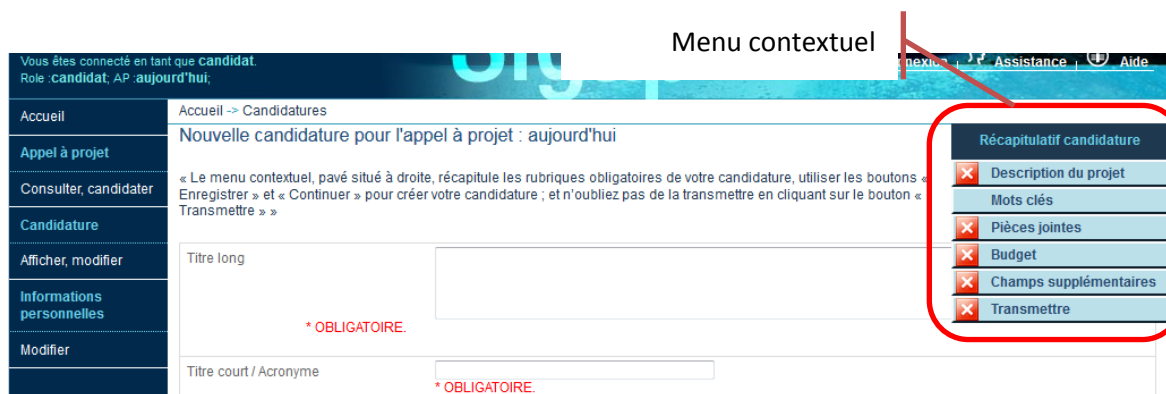 Menu contextuel
Vous êtes connecté en tant que candidat.
Role :candidat; AP :aujourd'hui;
Assistance
Aide
Accueil
Appel à projet
Consulter, candidater
Candidature
Afficher, modifier
Informations
personnelles
Modifier
Accueil -> Candidatures
Nouvelle candidature pour l'appel à projet : aujourd'hui
« Le menu contextuel, pavé situé à droite, récapitule les rubriques obligatoires de votre candidature, utiliser les boutons «
Enregistrer » et « Continuer » pour créer votre candidature ; et n'oubliez pas de la transmettre en cliquant sur le bouton «
Transmettre » »
Titre long
* OBLIGATOIRE.
Titre court / Acronyme
* OBLIGATOIRE.
Récapitulatif candidature
Description du projet
Mots clés
Pièces jointes
Budget
Champs supplémentaires
Transmettre